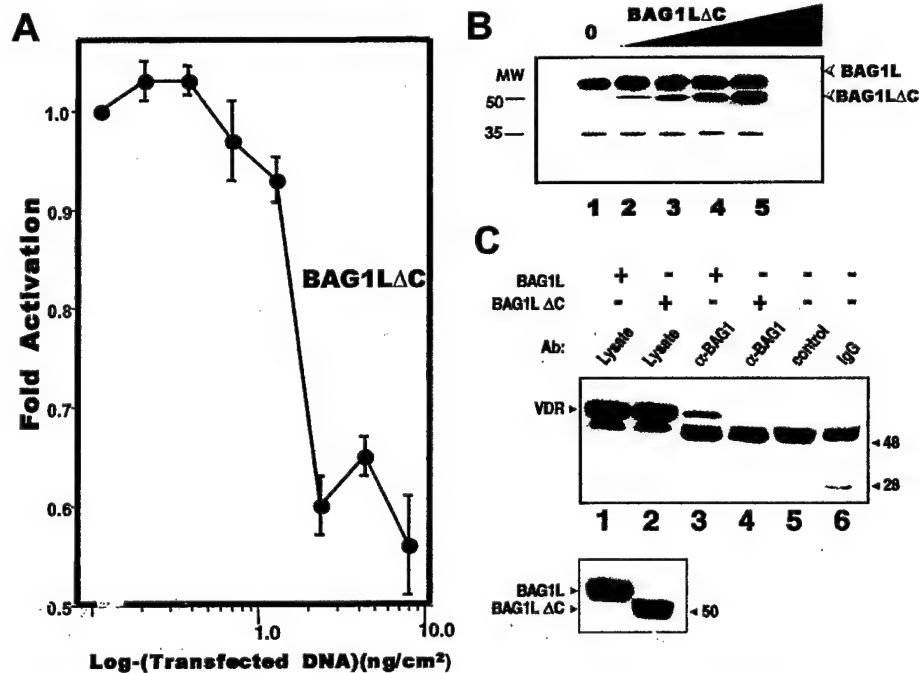 A
Fold Activation
1.0
0.9
0.8
0.7
0.6
0.5
BAG1LΔC
1.0
10.0
Log-(Transfected DNA)(ng/cm²)
B
BAG1LΔC
0
MW
50
35
BAG1L
BAG1LΔC
1 2 3 4 5
C
BAG1L + - + - - -
BAG1L ΔC - + - + - -
Ab: Lysate Lysate α-BAG1 α-BAG1 control IgG
VDR
48
28
1 2 3 4 5 6
BAG1L
BAG1L ΔC
50